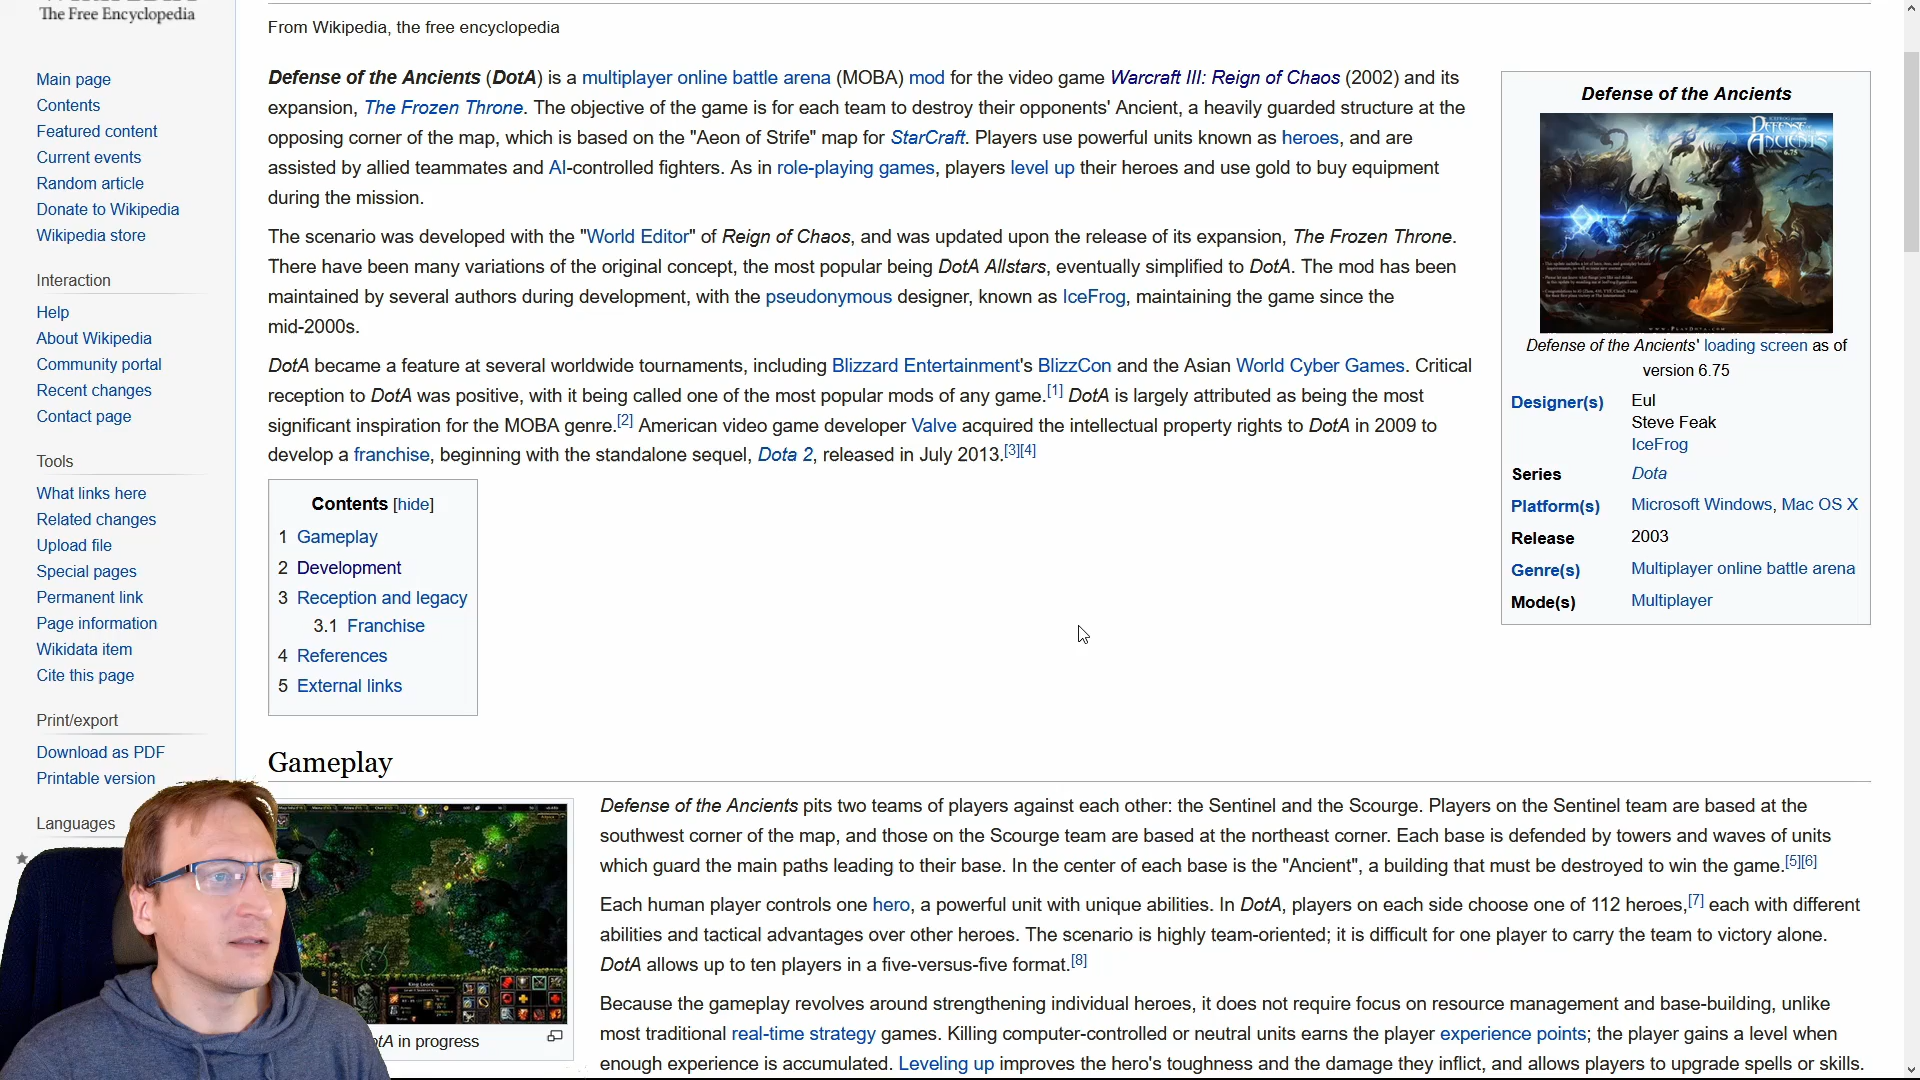 The Free Encyclopedia
Main page
Contents
Featured content
Current events
Random article
Donate to Wikipedia
Wikipedia store
Interaction
Help
About Wikipedia
Community portal
Recent changes
Contact page
Tools
What links here
Related changes
Upload file
Special pages
Permanent link
Page information
Wikidata item
Cite this page
Print/export
Download as PDF
Printable version
Languages
From Wikipedia, the free encyclopedia
Defense of the Ancients (DotA) is a multiplayer online battle arena (MOBA) mod for the video game Warcraft III: Reign of Chaos (2002) and its
expansion, The Frozen Throne. The objective of the game is for each team to destroy their opponents' Ancient, a heavily guarded structure at the
opposing corner of the map, which is based on the "Aeon of Strife" map for StarCraft. Players use powerful units known as heroes, and are
assisted by allied teammates and AI-controlled fighters. As in role-playing games, players level up their heroes and use gold to buy equipment
during the mission.
The scenario was developed with the "World Editor" of Reign of Chaos, and was updated upon the release of its expansion, The Frozen Throne.
There have been many variations of the original concept, the most popular being DotA Allstars, eventually simplified to DotA. The mod has been
maintained by several authors during development, with the pseudonymous designer, known as IceFrog, maintaining the game since the
mid-2000s.
DotA became a feature at several worldwide tournaments, including Blizzard Entertainment's BlizzCon and the Asian World Cyber Games. Critical
reception to DotA was positive, with it being called one of the most popular mods of any game.[1] DotA is largely attributed as being the most
significant inspiration for the MOBA genre.[2] American video game developer Valve acquired the intellectual property rights to DotA in 2009 to
develop a franchise, beginning with the standalone sequel, Dota 2, released in July 2013.[3][4]
Contents [hide]
1 Gameplay
2 Development
3 Reception and legacy
3.1 Franchise
4 References
5 External links
Defense of the Ancients
Defense of the Ancients
6.75
Defense of the Ancients' loading screen as of
version 6.75
Designer(s) Eul
Steve Feak
IceFrog
Series Dota
Platform(s) Microsoft Windows, Mac OS X
Release 2003
Genre(s) Multiplayer online battle arena
Mode(s) Multiplayer
Gameplay
King Leoric
otA in progress
Defense of the Ancients pits two teams of players against each other: the Sentinel and the Scourge. Players on the Sentinel team are based at the
southwest corner of the map, and those on the Scourge team are based at the northeast corner. Each base is defended by towers and waves of units
which guard the main paths leading to their base. In the center of each base is the "Ancient", a building that must be destroyed to win the game.[5][6]
Each human player controls one hero, a powerful unit with unique abilities. In DotA, players on each side choose one of 112 heroes,[7] each with different
abilities and tactical advantages over other heroes. The scenario is highly team-oriented; it is difficult for one player to carry the team to victory alone.
DotA allows up to ten players in a five-versus-five format.[8]
Because the gameplay revolves around strengthening individual heroes, it does not require focus on resource management and base-building, unlike
most traditional real-time strategy games. Killing computer-controlled or neutral units earns the player experience points; the player gains a level when
enough experience is accumulated. Leveling up improves the hero's toughness and the damage they inflict, and allows players to upgrade spells or skills.